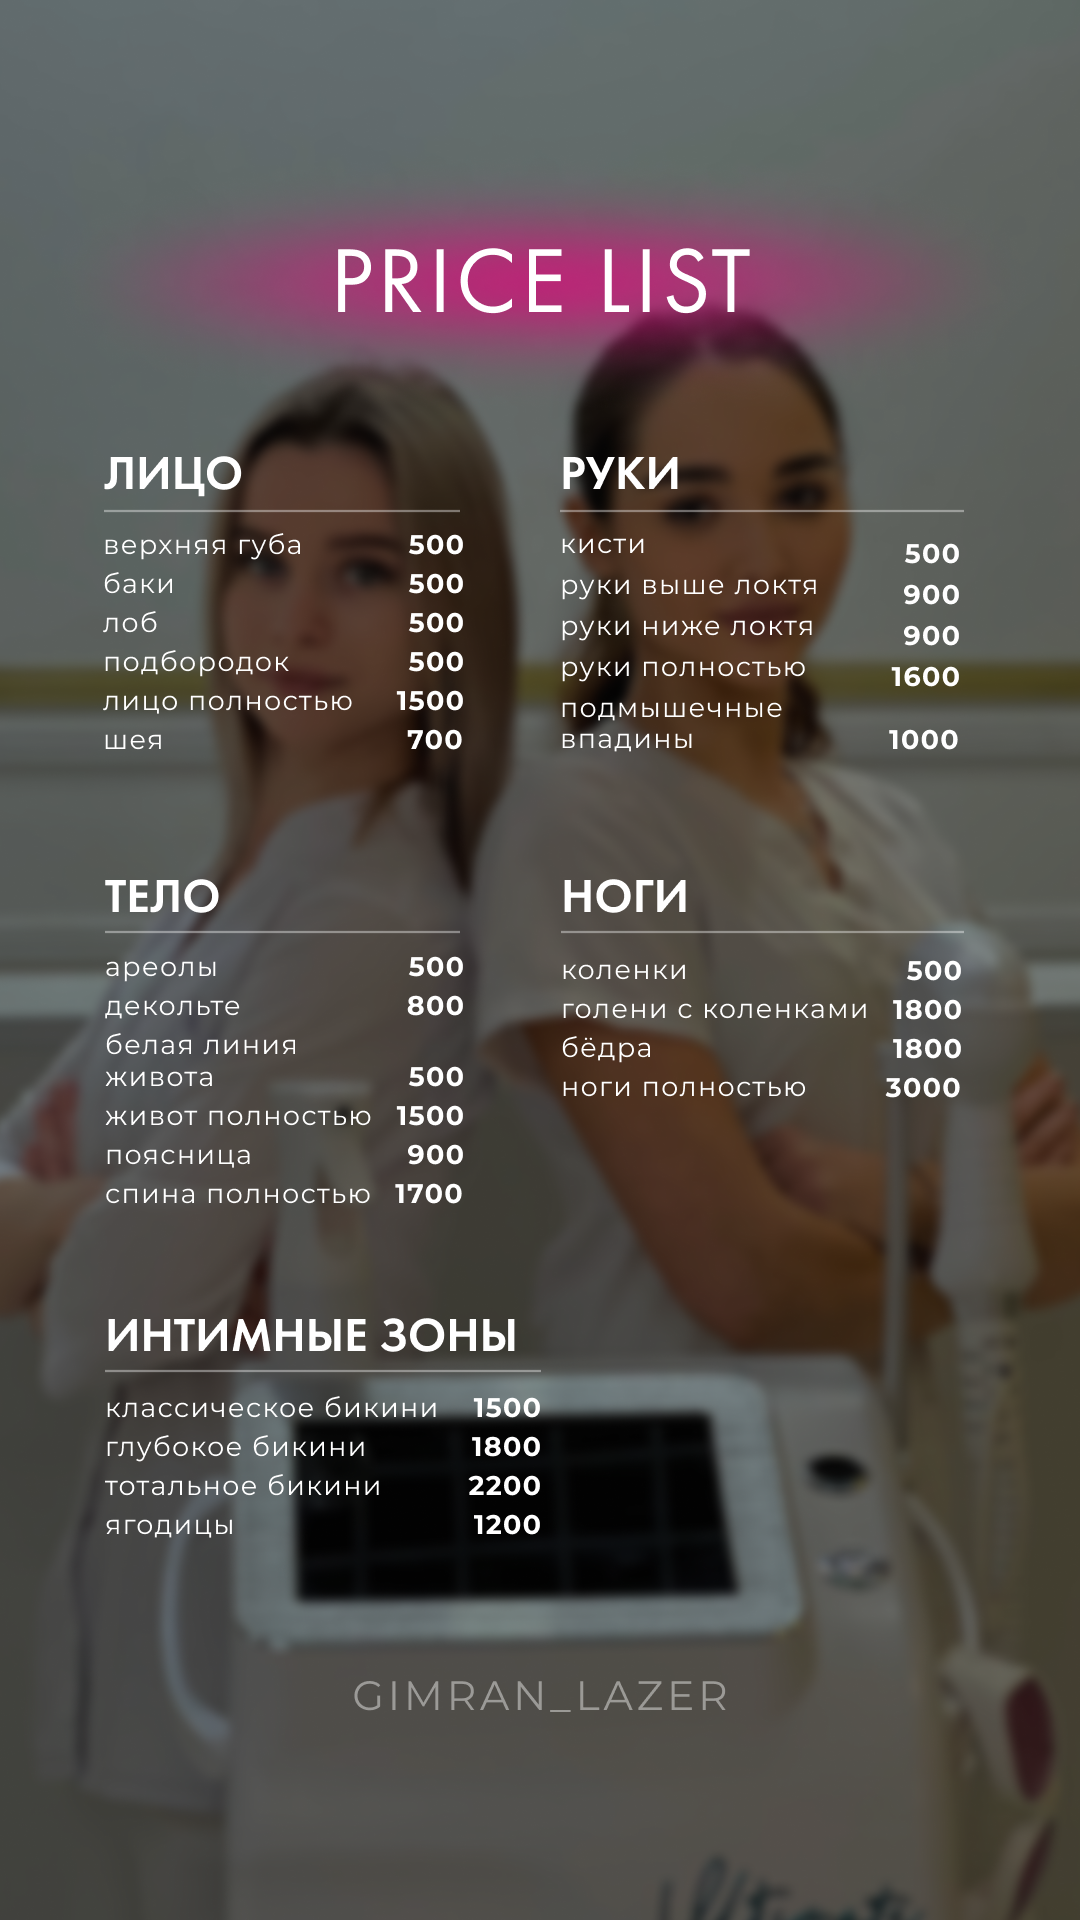 PRICE LIST
ЛИЦО
верхняя губа 500
баки 500
лоб 500
подбородок 500
лицо полностью 1500
шея 700
РУКИ
кисти 500
руки выше локтя 900
руки ниже локтя 900
руки полностью 1600
подмышечные
впадины 1000
ТЕЛО
ареолы 500
декольте 800
белая линия
живота 500
живот полностью 1500
поясница 900
спина полностью 1700
НОГИ
коленки 500
голени с коленками 1800
бёдра 1800
ноги полностью 3000
ИНТИМНЫЕ ЗОНЫ
классическое бикини 1500
глубокое бикини 1800
тотальное бикини 2200
ягодицы 1200
GIMRAN_LAZER